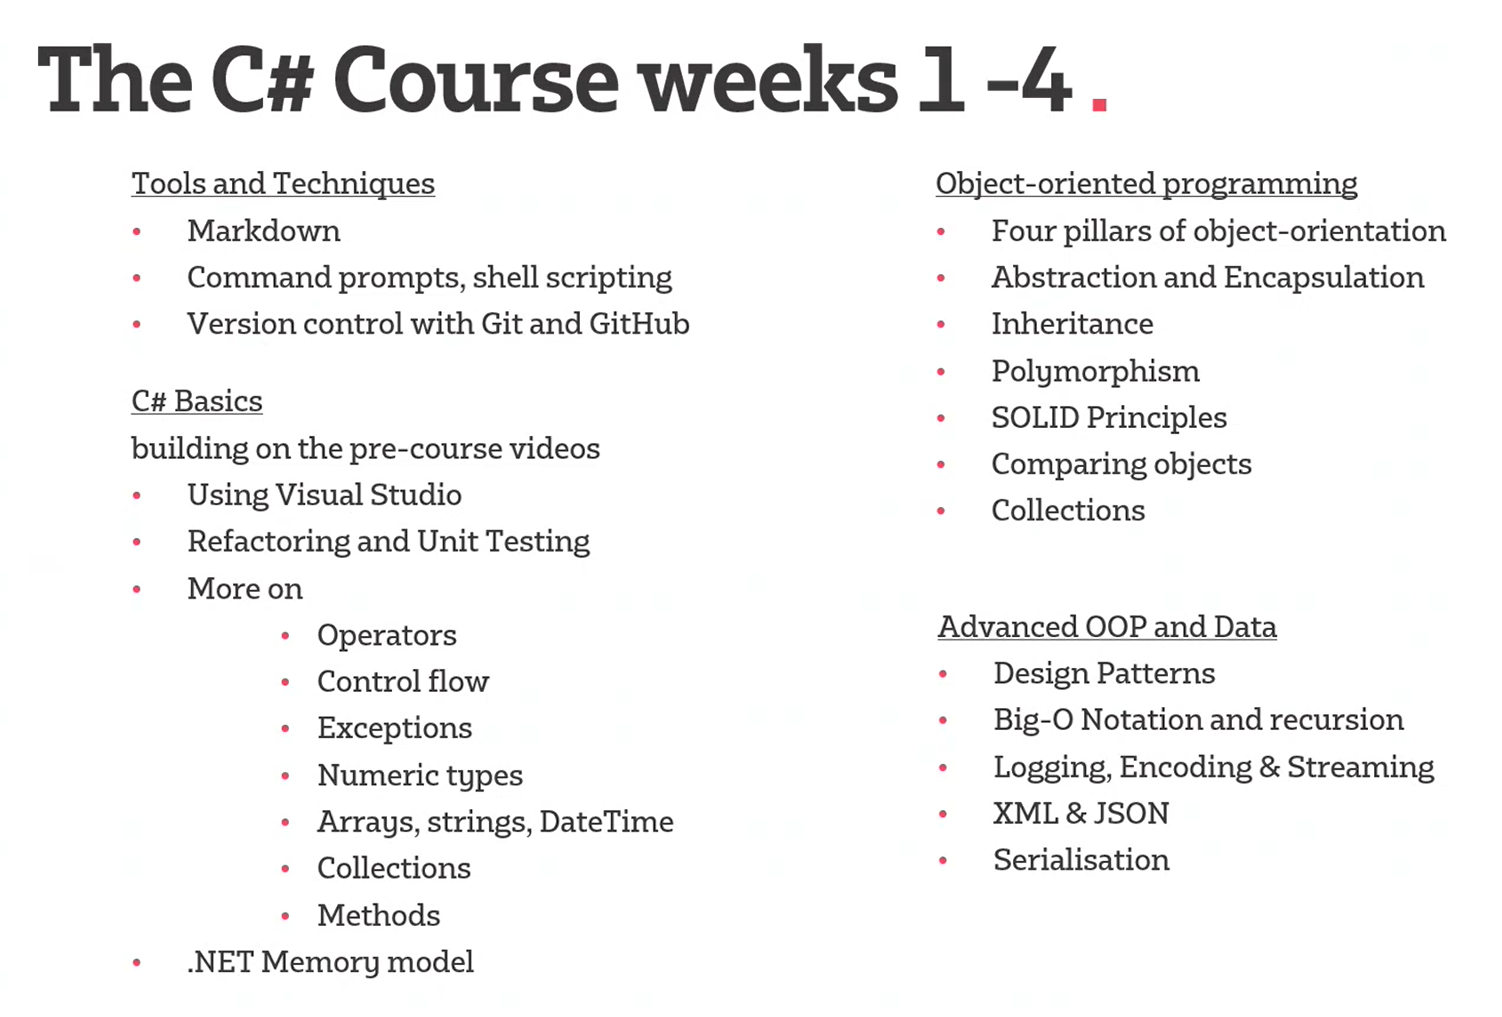 The C# Course weeks 1 -4 .
Tools and Techniques
• Markdown
• Command prompts, shell scripting
• Version control with Git and GitHub
C# Basics
building on the pre-course videos
• Using Visual Studio
• Refactoring and Unit Testing
• More on
• Operators
• Control flow
• Exceptions
• Numeric types
• Arrays, strings, DateTime
• Collections
• Methods
• .NET Memory model
Object-oriented programming
• Four pillars of object-orientation
• Abstraction and Encapsulation
• Inheritance
• Polymorphism
• SOLID Principles
• Comparing objects
• Collections
Advanced OOP and Data
• Design Patterns
• Big-O Notation and recursion
• Logging, Encoding & Streaming
• XML & JSON
• Serialisation